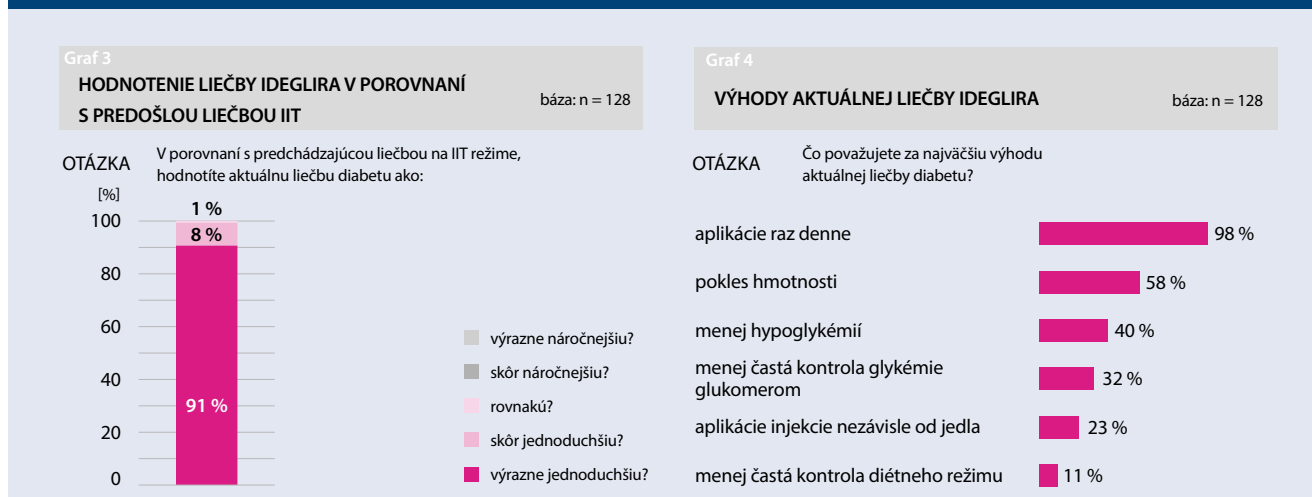 Graf 3
HODNOTENIE LIEČBY IDEGLIRA V POROVNANÍ
S PREDOŠLOU LIEČBOU IIT
báza: n = 128
OTÁZKA
V porovnaní s predchádzajúcou liečbou na IIT režime,
hodnotíte aktuálnu liečbu diabetu ako:
[%]
100
80
60
40
20
0
1 %
8 %
91 %
výrazne náročnejšiu?
skôr náročnejšiu?
rovnakú?
skôr jednoduchšiu?
výrazne jednoduchšiu?
Graf 4
VÝHODY AKTUÁLNEJ LIEČBY IDEGLIRA
báza: n = 128
OTÁZKA
Čo považujete za najväčšiu výhodu
aktuálnej liečby diabetu?
aplikácie raz denne 98 %
pokles hmotnosti 58 %
menej hypoglykémií 40 %
menej častá kontrola glykémie
glukomerom 32 %
aplikácie injekcie nezávisle od jedla 23 %
menej častá kontrola diétneho režimu 11 %